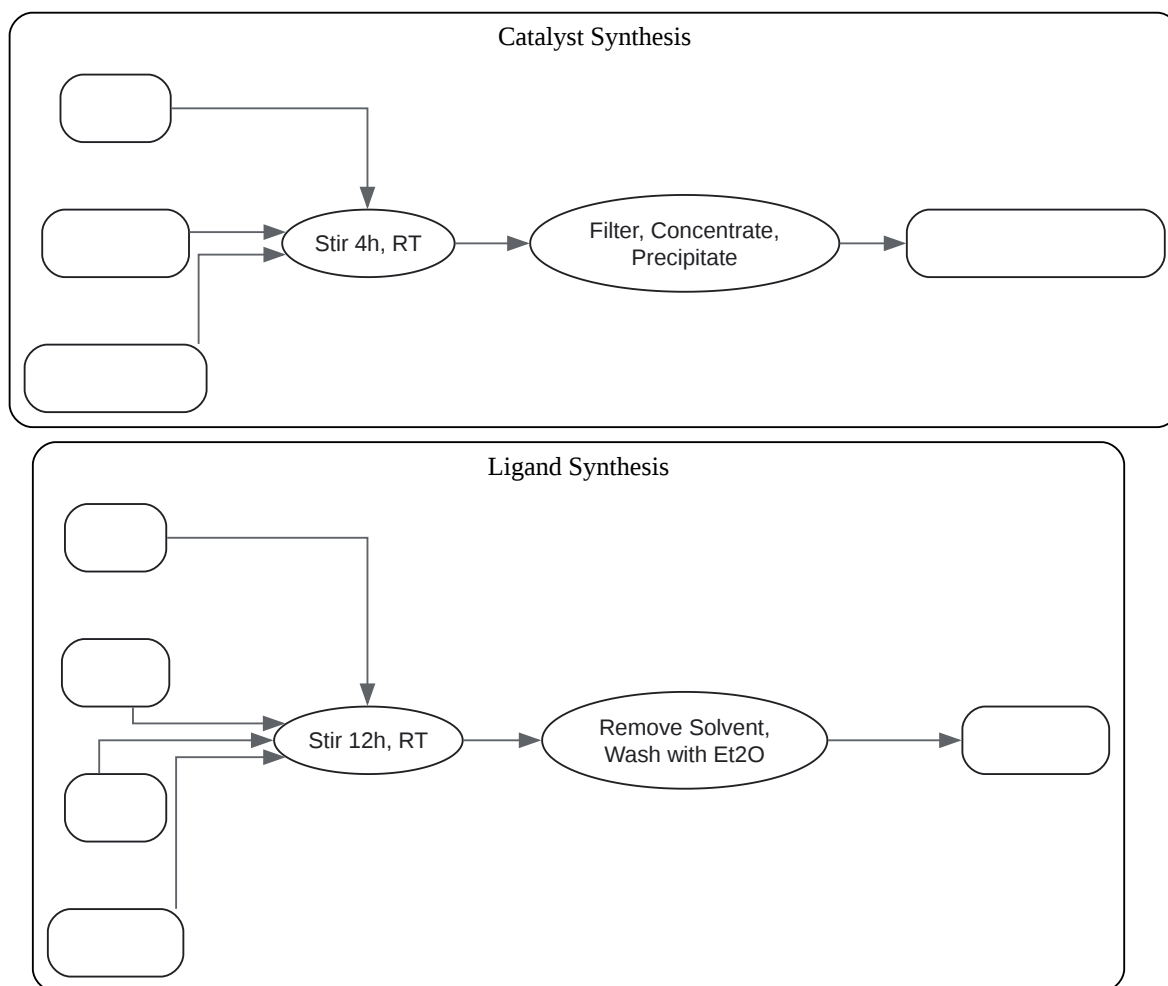 Catalyst Synthesis
Stir 4h, RT
Filter, Concentrate,
Precipitate
Ligand Synthesis
Stir 12h, RT
Remove Solvent,
Wash with Et2O